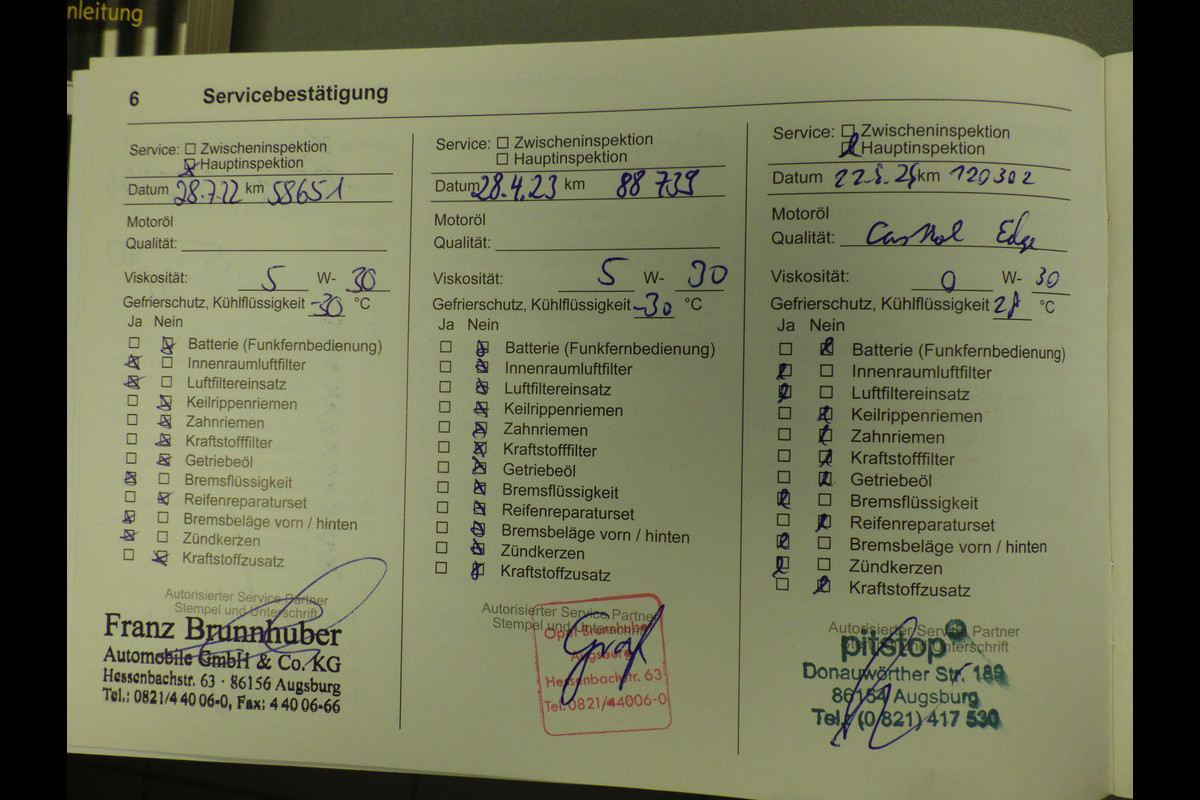 nleitung
6 Servicebestätigung
Service: Zwischeninspektion
Hauptinspektion
Datum 28.7.22 km 58651
Motoröl
Qualität:
Viskosität: 5 W- 30
Gefrierschutz, Kühlflüssigkeit -30 °C
Ja Nein
Batterie (Funkfernbedienung)
Innenraumluftfilter
Luftfiltereinsatz
Keilrippenriemen
Zahnriemen
Kraftstofffilter
Getriebeöl
Bremsflüssigkeit
Reifenreparaturset
Bremsbeläge vorn / hinten
Zündkerzen
Kraftstoffzusatz
Autorisierter Service Partner
Stempel und Unterschrift
Franz Brunnhuber
Automobile GmbH & Co. KG
Hessenbachstr. 63 · 86156 Augsburg
Tel.: 0821/4 40 06-0, Fax: 4 40 06-66
Service: Zwischeninspektion
Hauptinspektion
Datum 28.4.23 km 88 739
Motoröl
Qualität:
Viskosität: 5 W- 30
Gefrierschutz, Kühlflüssigkeit -30 °C
Ja Nein
Batterie (Funkfernbedienung)
Innenraumluftfilter
Luftfiltereinsatz
Keilrippenriemen
Zahnriemen
Kraftstofffilter
Getriebeöl
Bremsflüssigkeit
Reifenreparaturset
Bremsbeläge vorn / hinten
Zündkerzen
Kraftstoffzusatz
Autorisierter Service Partner
Stempel und Unterschrift
Opel-Brunnhuber
Augsburg
Hessenbachstr. 63
Tel. 0821/44006-0
Service: Zwischeninspektion
Hauptinspektion
Datum km 120302
Motoröl
Qualität: Castrol Edge
Viskosität: 0 W- 30
Gefrierschutz, Kühlflüssigkeit 28 °C
Ja Nein
Batterie (Funkfernbedienung)
Innenraumluftfilter
Luftfiltereinsatz
Keilrippenriemen
Zahnriemen
Kraftstofffilter
Getriebeöl
Bremsflüssigkeit
Reifenreparaturset
Bremsbeläge vorn / hinten
Zündkerzen
Kraftstoffzusatz
Autorisierter Service Partner
Stempel und Unterschrift
pitstop
Donauwörther Str. 189
86154 Augsburg
Tel. (0 821) 417 530